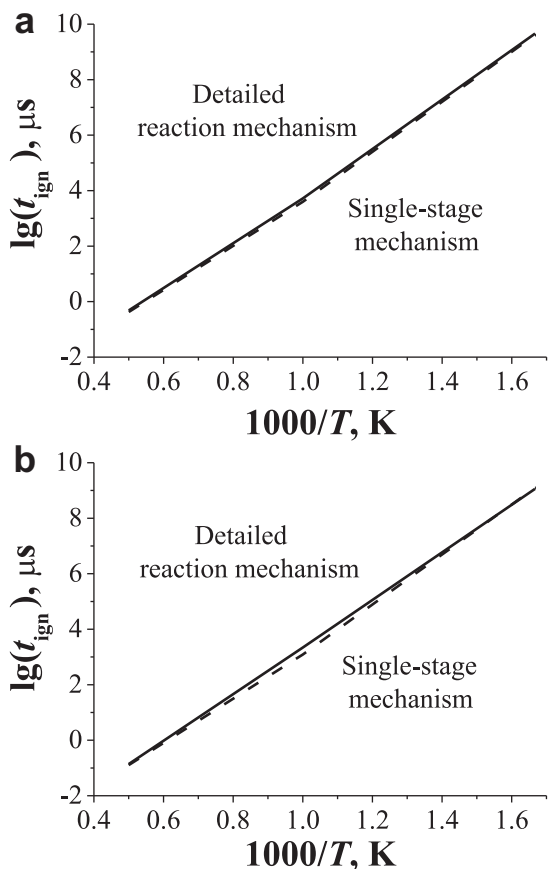 a
10
8
6
4
2
0
-2
lg(t_ign), μs
Detailed
reaction mechanism
Single-stage
mechanism
0.4 0.6 0.8 1.0 1.2 1.4 1.6
1000/T, K
b
10
8
6
4
2
0
-2
lg(t_ign), μs
Detailed
reaction mechanism
Single-stage
mechanism
0.4 0.6 0.8 1.0 1.2 1.4 1.6
1000/T, K